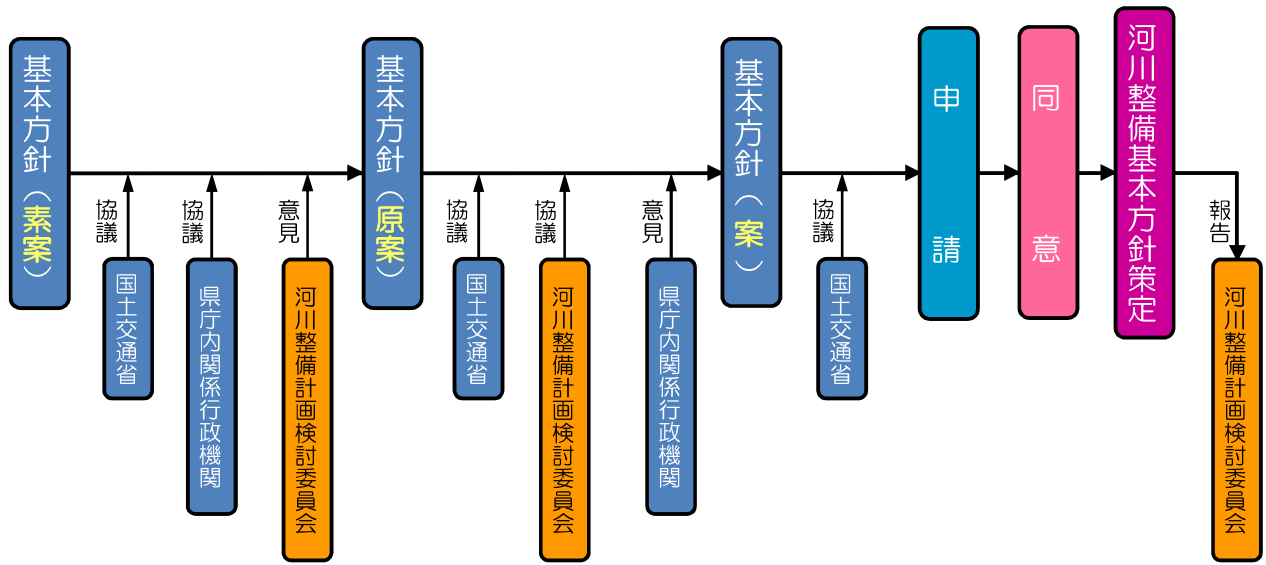 基本方針（素案）
協議
国土交通省
協議
県庁内関係行政機関
意見
河川整備計画検討委員会
基本方針（原案）
協議
国土交通省
協議
河川整備計画検討委員会
意見
県庁内関係行政機関
基本方針（案）
協議
国土交通省
申請
同意
河川整備基本方針策定
報告
河川整備計画検討委員会